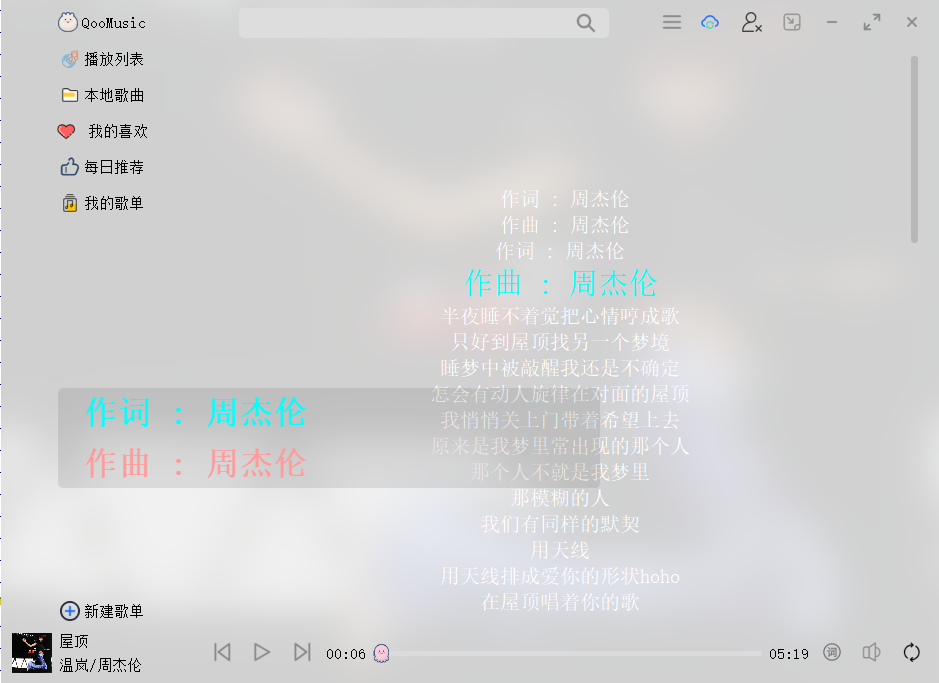 QooMusic
播放列表
本地歌曲
我的喜欢
每日推荐
我的歌单
作词 : 周杰伦
作曲 : 周杰伦
作词 : 周杰伦
作曲 : 周杰伦
半夜睡不着觉把心情哼成歌
只好到屋顶找另一个梦境
睡梦中被敲醒我还是不确定
怎会有动人旋律在对面的屋顶
我悄悄关上门带着希望上去
原来是我梦里常出现的那个人
那个人不就是我梦里
那模糊的人
我们有同样的默契
用天线
用天线排成爱你的形状hoho
在屋顶唱着你的歌
作词 : 周杰伦
作曲 : 周杰伦
新建歌单
屋顶
温岚/周杰伦
00:06
05:19
词